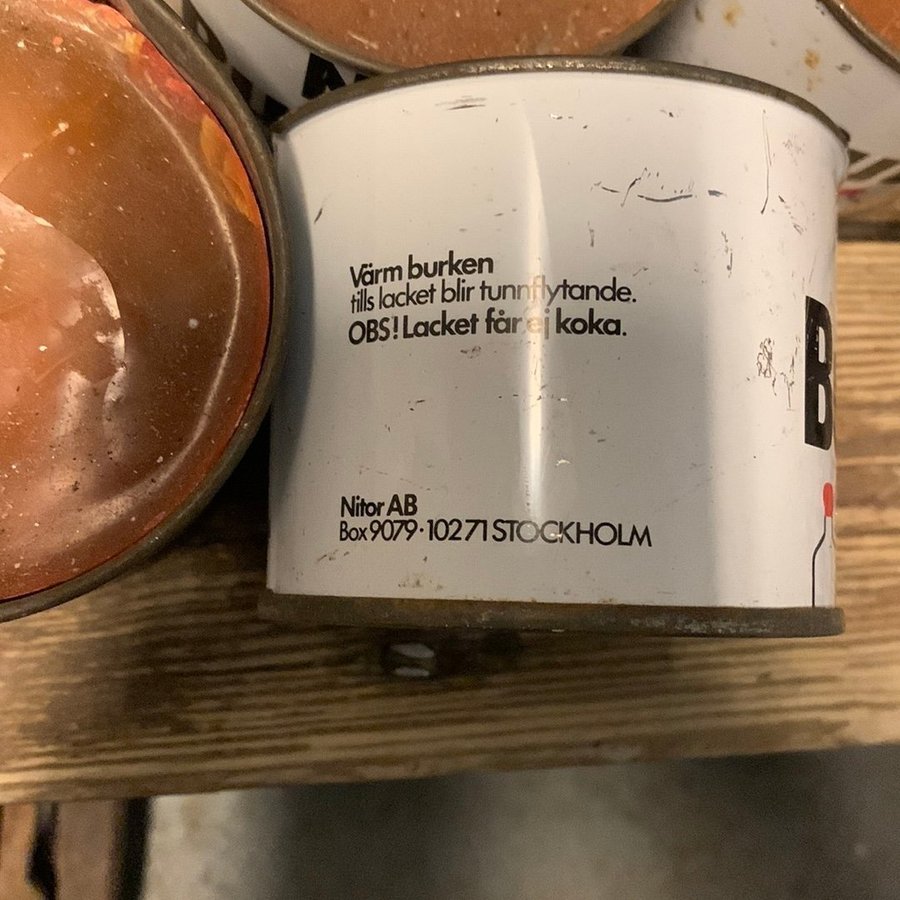 Värm burken
tills lacket blir tunnflytande.
OBS! Lacket får ej koka.
Nitor AB
Box 9079 · 102 71 STOCKHOLM
B